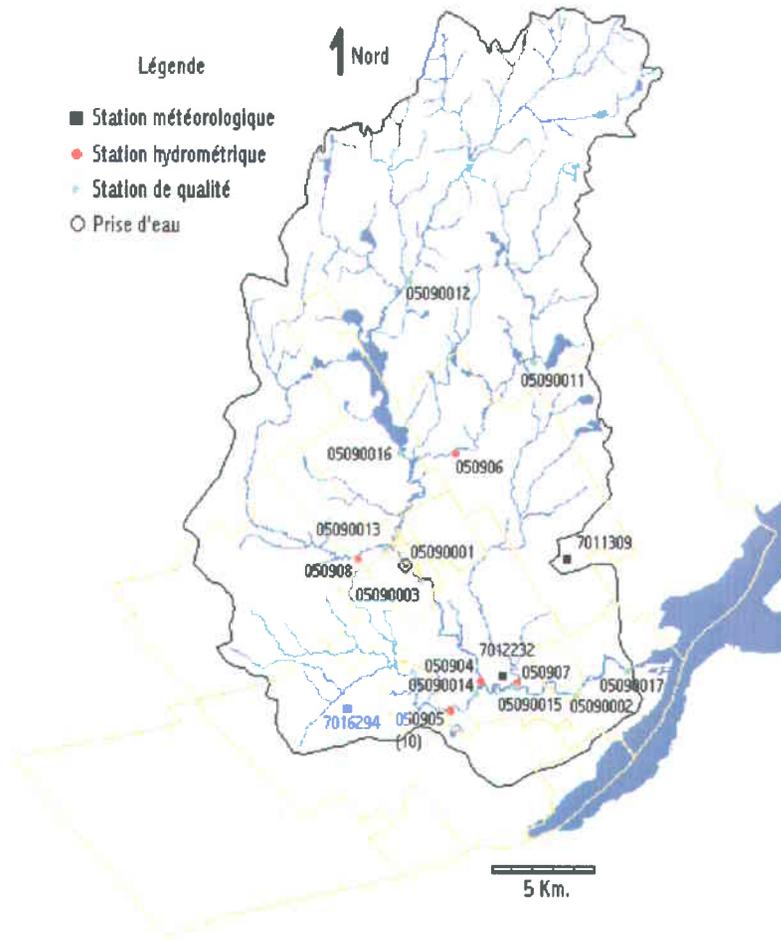 Légende
Nord
Station météorologique
Station hydrométrique
Station de qualité
Prise d'eau
05090012
05090011
05090016
050906
05090013
05090001
7011309
050908
05090003
7042232
050904
050907
05090014
05090017
05090015
05090002
7016294
050905
(10)
5 Km.